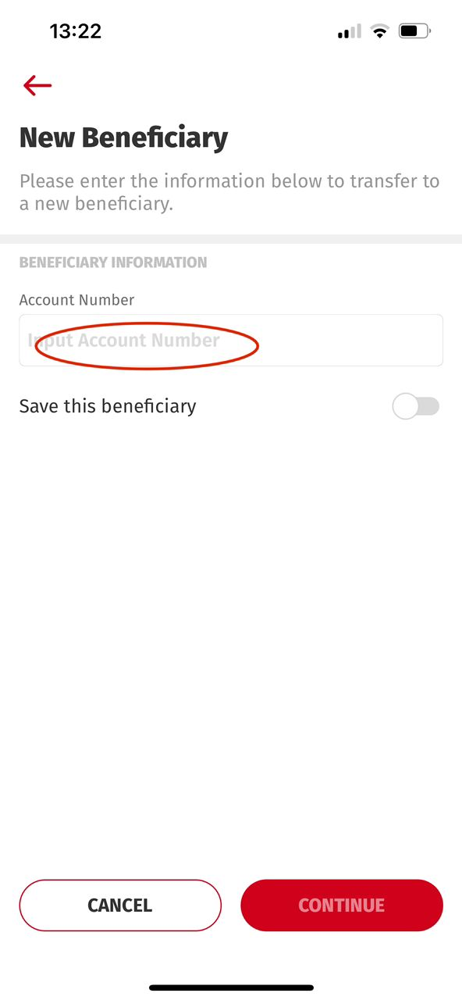 13:22
New Beneficiary
Please enter the information below to transfer to
a new beneficiary.
BENEFICIARY INFORMATION
Account Number
Input Account Number
Save this beneficiary
CANCEL
CONTINUE